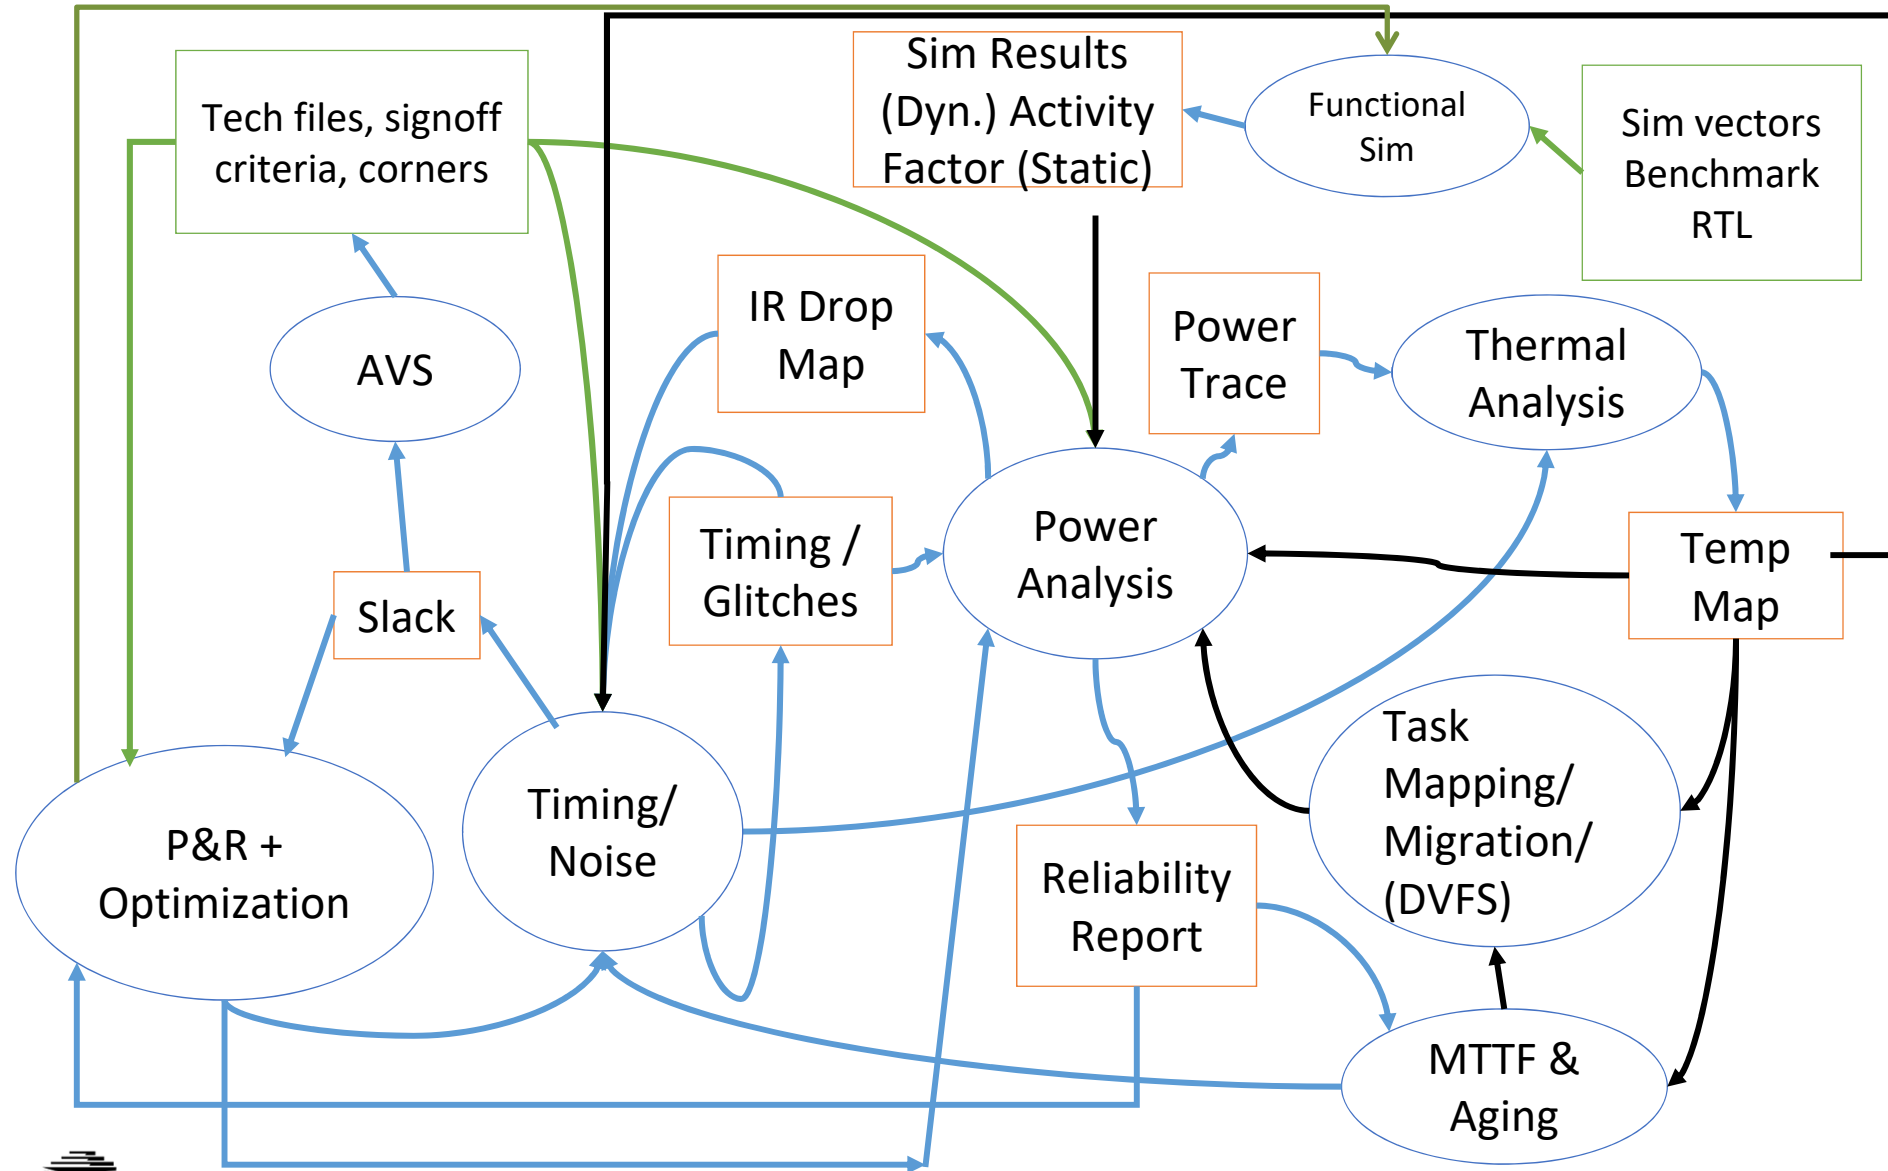 Sim Results
(Dyn.) Activity
Factor (Static)
Tech files, signoff
criteria, corners
Functional
Sim
Sim vectors
Benchmark
RTL
IR Drop
Map
Power
Trace
Thermal
Analysis
AVS
Timing /
Glitches
Power
Analysis
Temp
Map
Slack
Task
Mapping/
Migration/
(DVFS)
Timing/
Noise
P&R +
Optimization
Reliability
Report
MTTF &
Aging